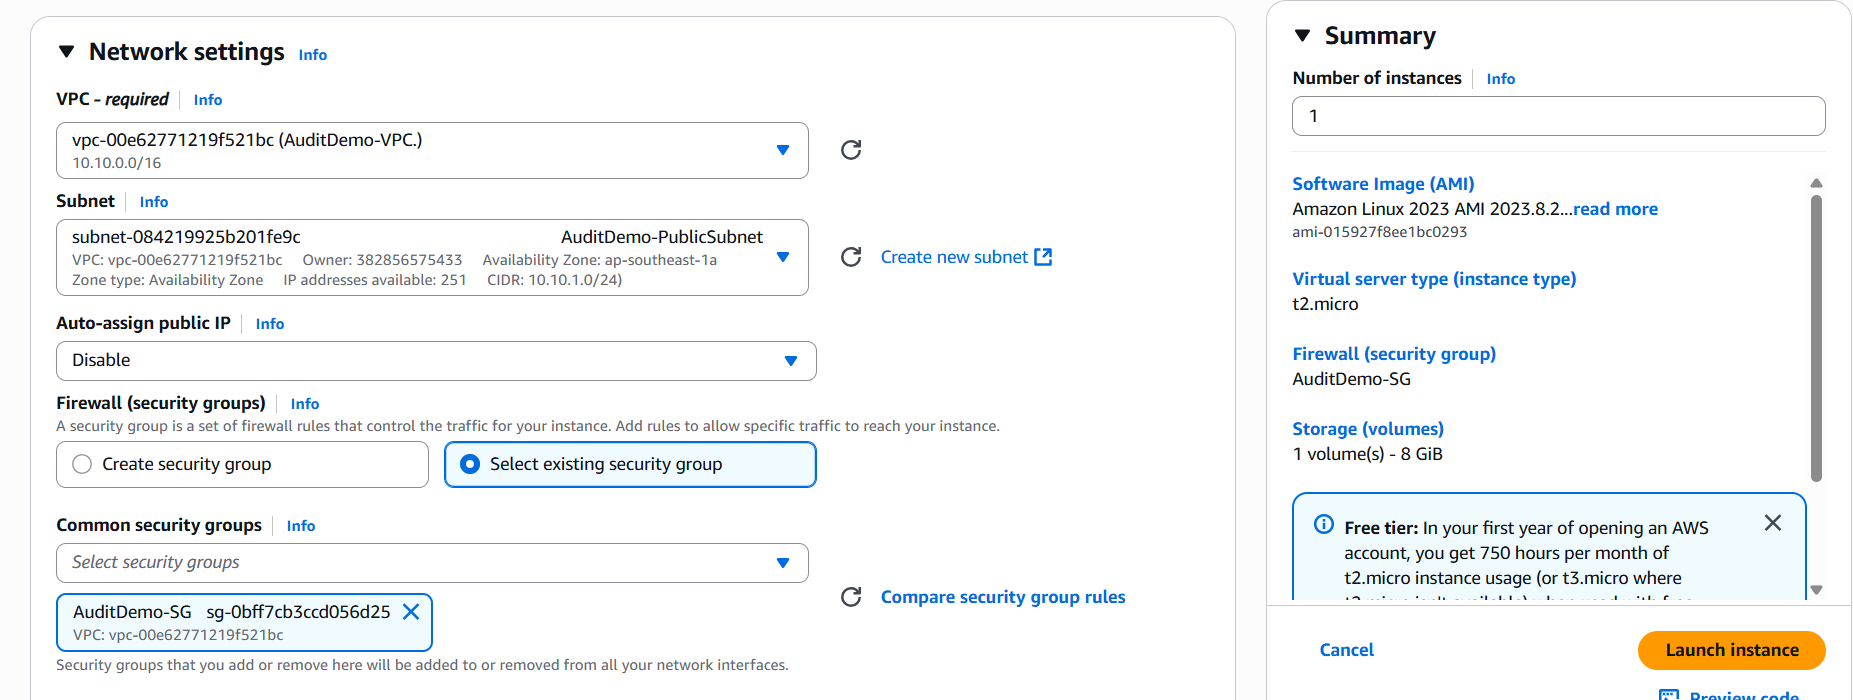 Network settings Info
VPC - required Info
vpc-00e62771219f521bc (AuditDemo-VPC.)
10.10.0.0/16
Subnet Info
subnet-084219925b201fe9c AuditDemo-PublicSubnet
VPC: vpc-00e62771219f521bc Owner: 382856575433 Availability Zone: ap-southeast-1a
Zone type: Availability Zone IP addresses available: 251 CIDR: 10.10.1.0/24)
Create new subnet
Auto-assign public IP Info
Disable
Firewall (security groups) Info
A security group is a set of firewall rules that control the traffic for your instance. Add rules to allow specific traffic to reach your instance.
Create security group
Select existing security group
Common security groups Info
Select security groups
AuditDemo-SG sg-0bff7cb3ccd056d25
VPC: vpc-00e62771219f521bc
Compare security group rules
Security groups that you add or remove here will be added to or removed from all your network interfaces.
Summary
Number of instances Info
1
Software Image (AMI)
Amazon Linux 2023 AMI 2023.8.2...read more
ami-015927f8ee1bc0293
Virtual server type (instance type)
t2.micro
Firewall (security group)
AuditDemo-SG
Storage (volumes)
1 volume(s) - 8 GiB
Free tier: In your first year of opening an AWS
account, you get 750 hours per month of
t2.micro instance usage (or t3.micro where
Cancel
Launch instance
Preview code